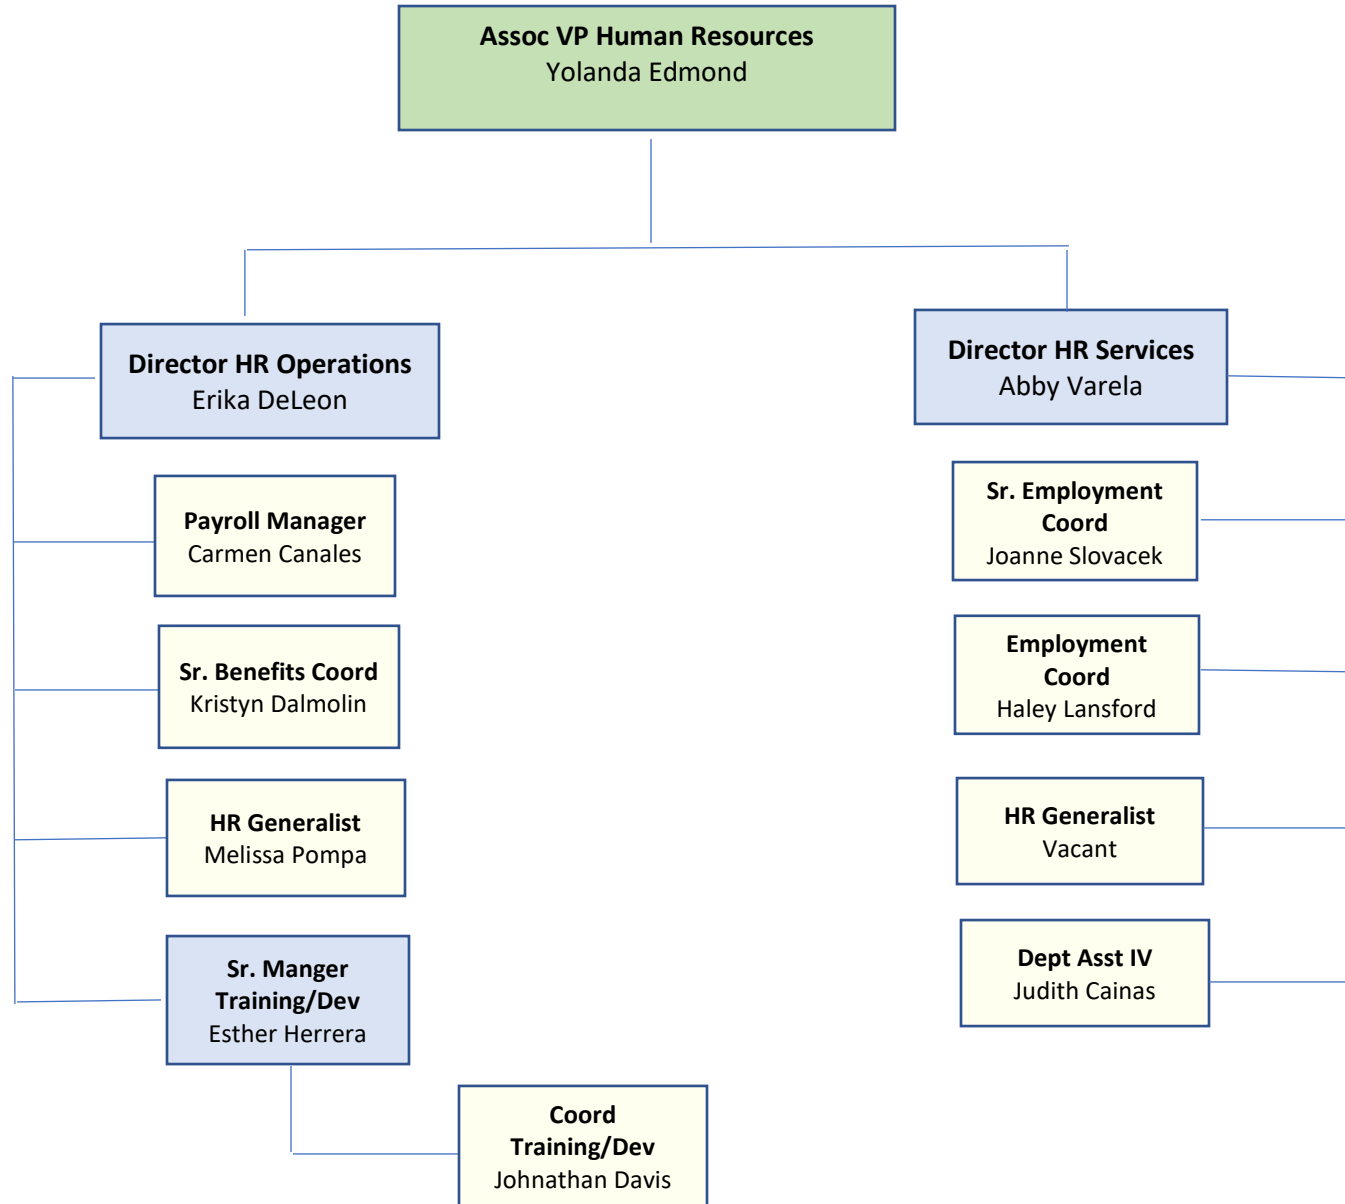 Assoc VP Human Resources
Yolanda Edmond
Director HR Operations
Erika DeLeon
Director HR Services
Abby Varela
Payroll Manager
Carmen Canales
Sr. Benefits Coord
Kristyn Dalmolin
HR Generalist
Melissa Pompa
Sr. Manger
Training/Dev
Esther Herrera
Coord
Training/Dev
Johnathan Davis
Sr. Employment
Coord
Joanne Slovacek
Employment
Coord
Haley Lansford
HR Generalist
Vacant
Dept Asst IV
Judith Cainas